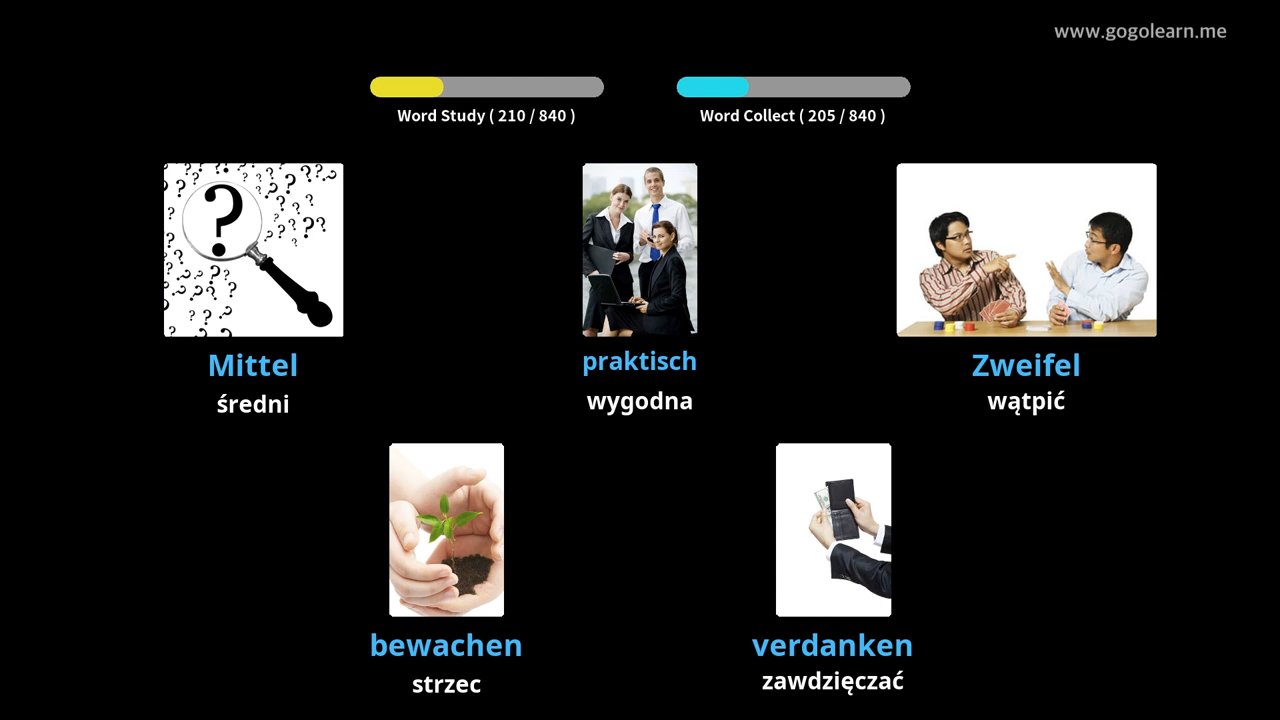 www.gogolearn.me
Word Study ( 210 / 840 )
Word Collect ( 205 / 840 )
Mittel
średni
praktisch
wygodna
Zweifel
wątpić
bewachen
strzec
verdanken
zawdzięczać